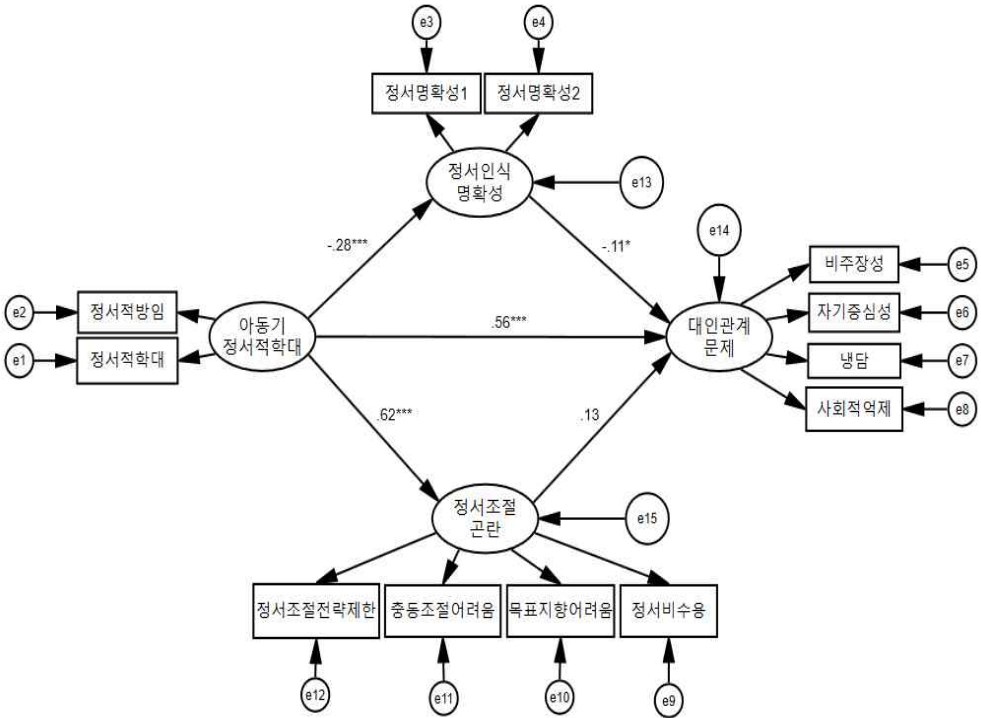 e3
e4
정서명확성1
정서명확성2
정서인식
명확성
e13
-.28***
-.11*
e14
비주장성
e5
e2
정서적방임
아동기
정서적학대
.56***
대인관계
문제
자기중심성
e6
e1
정서적학대
냉담
e7
사회적억제
e8
.62***
.13
정서조절
곤란
e15
정서조절전략제한
충동조절어려움
목표지향어려움
정서비수용
e12
e11
e10
e9